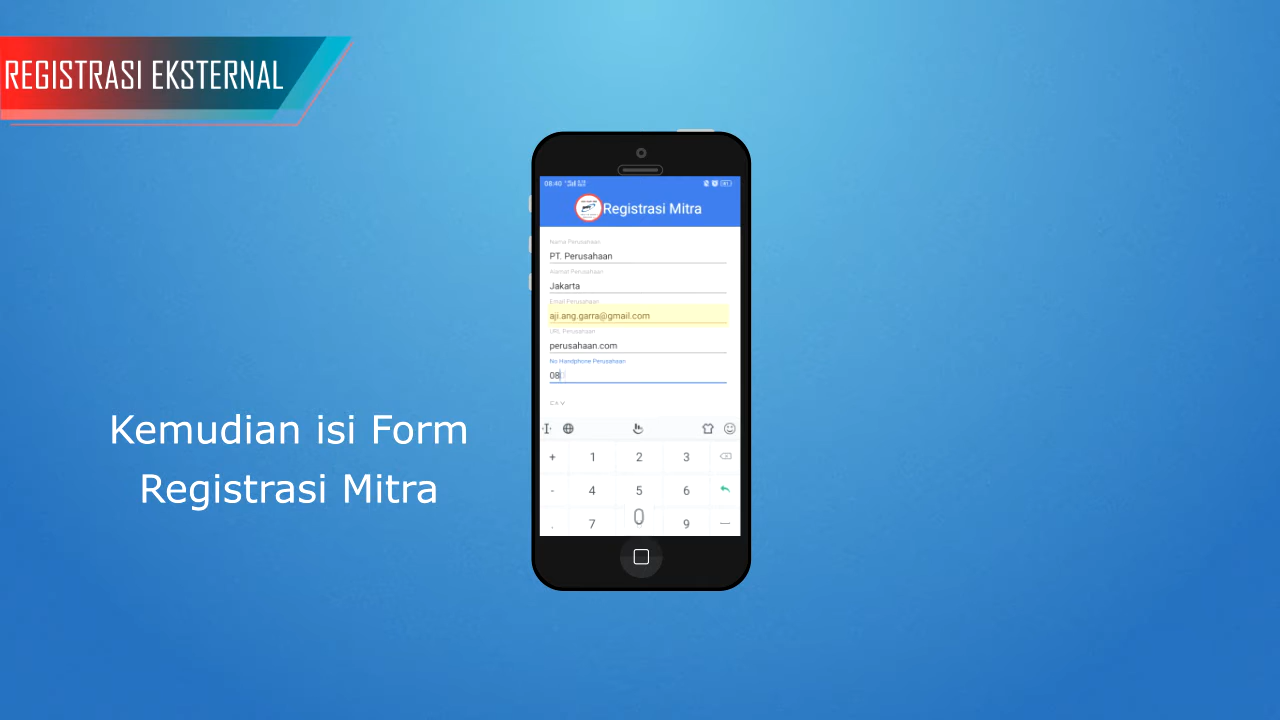 REGISTRASI EKSTERNAL
08.40
Registrasi Mitra
Nama Perusahaan
PT. Perusahaan
Alamat Perusahaan
Jakarta
Email Perusahaan
aji.ang.garra@gmail.com
URL Perusahaan
perusahaan.com
No Handphone Perusahaan
08
Kemudian isi Form
Registrasi Mitra
+ 1 2 3
- 4 5 6
. 7 0 9